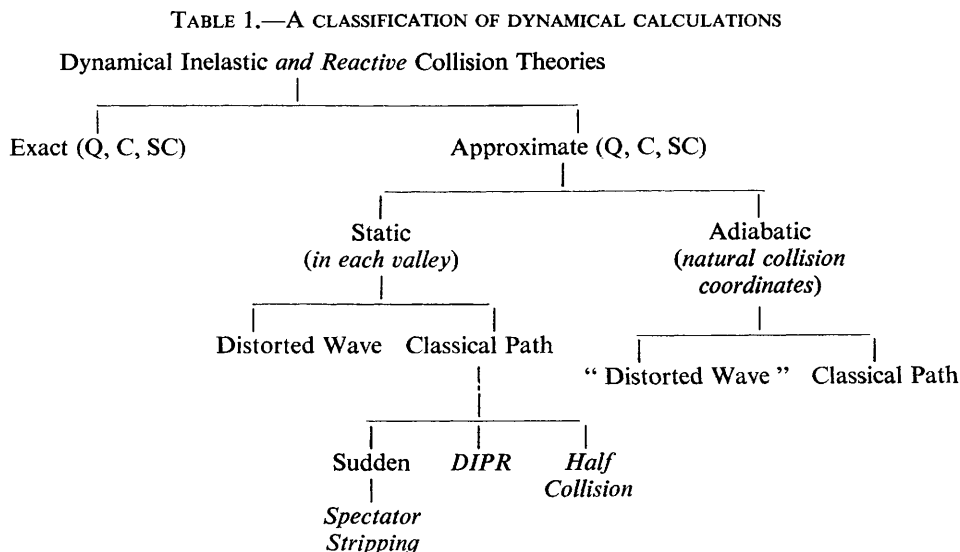 TABLE 1.—A CLASSIFICATION OF DYNAMICAL CALCULATIONS
Dynamical Inelastic and Reactive Collision Theories
Exact (Q, C, SC) Approximate (Q, C, SC)
Static Adiabatic
(in each valley) (natural collision
coordinates)
Distorted Wave Classical Path
“ Distorted Wave ” Classical Path
Sudden DIPR Half
Collision
Spectator
Stripping